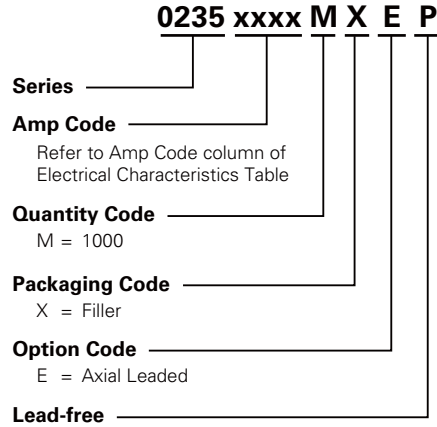 0235 xxxx M X E P
Series
Amp Code
Refer to Amp Code column of
Electrical Characteristics Table
Quantity Code
M = 1000
Packaging Code
X = Filler
Option Code
E = Axial Leaded
Lead-free